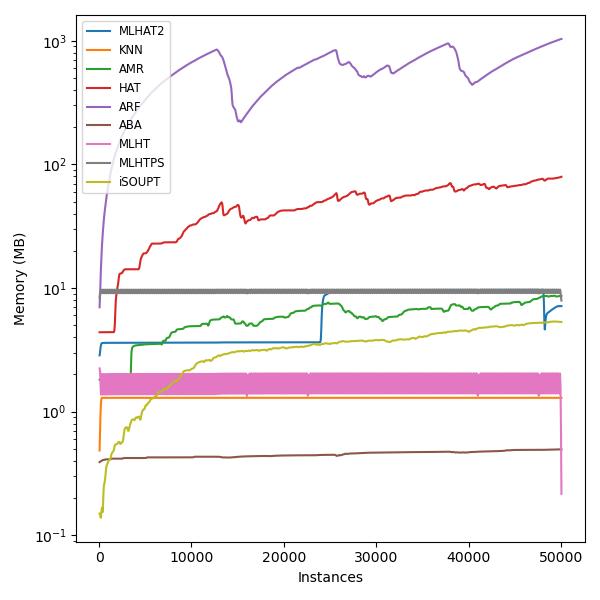 MLHAT2
KNN
AMR
HAT
ARF
ABA
MLHT
MLHTPS
iSOUPT
Memory (MB)
10³
10²
10¹
10⁰
10⁻¹
0 10000 20000 30000 40000 50000
Instances